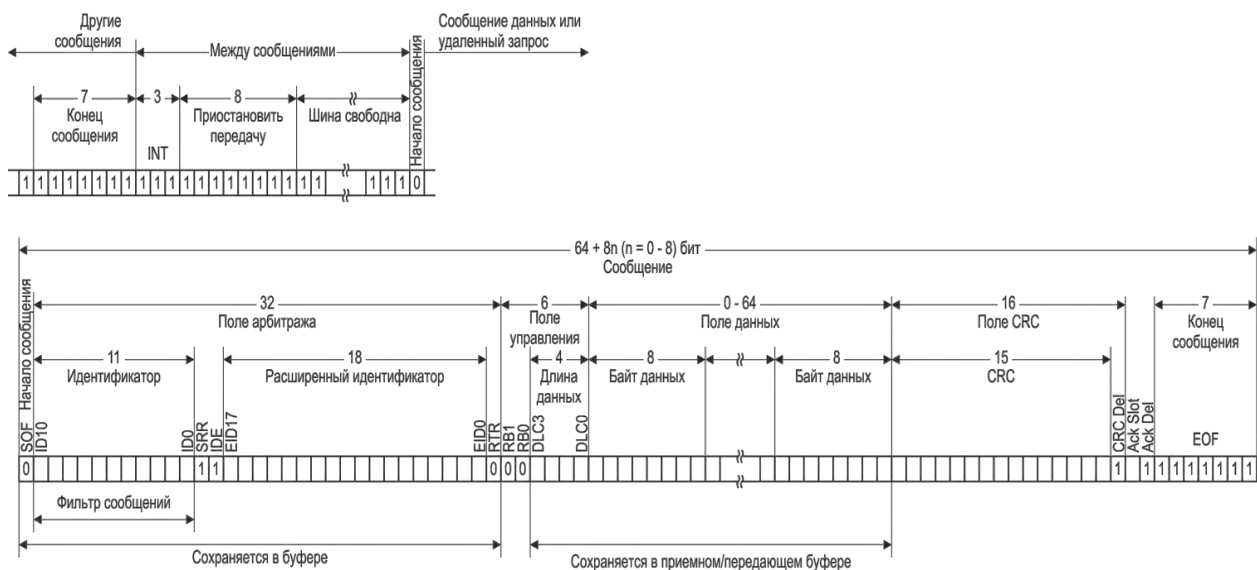 Другие
сообщения
Между сообщениями
Сообщение данных или
удаленный запрос
7
Конец
сообщения
3
INT
8
Приостановить
передачу
Шина свободна
Начало сообщения
1 1 1 1 1 1 1 1 1 1 1 1 1 1 1 1 1 1 1 1 1 1 1 1 0
64 + 8n (n = 0 - 8) бит
Сообщение
Начало сообщения
32
Поле арбитража
6
Поле
управления
0 - 64
Поле данных
16
Поле CRC
7
Конец
сообщения
11
Идентификатор
18
Расширенный идентификатор
4
Длина
данных
8
Байт данных
8
Байт данных
15
CRC
SOF
ID10
ID0
SRR
IDE
EID17
EID0
RTR
RB1
RB0
DLC3
DLC0
CRC Del
Ack Slot
Ack Del
EOF
0 1 1 0 0 0 1 1 1 1 1 1 1 1 1
Фильтр сообщений
Сохраняется в буфере
Сохраняется в приемном/передающем буфере